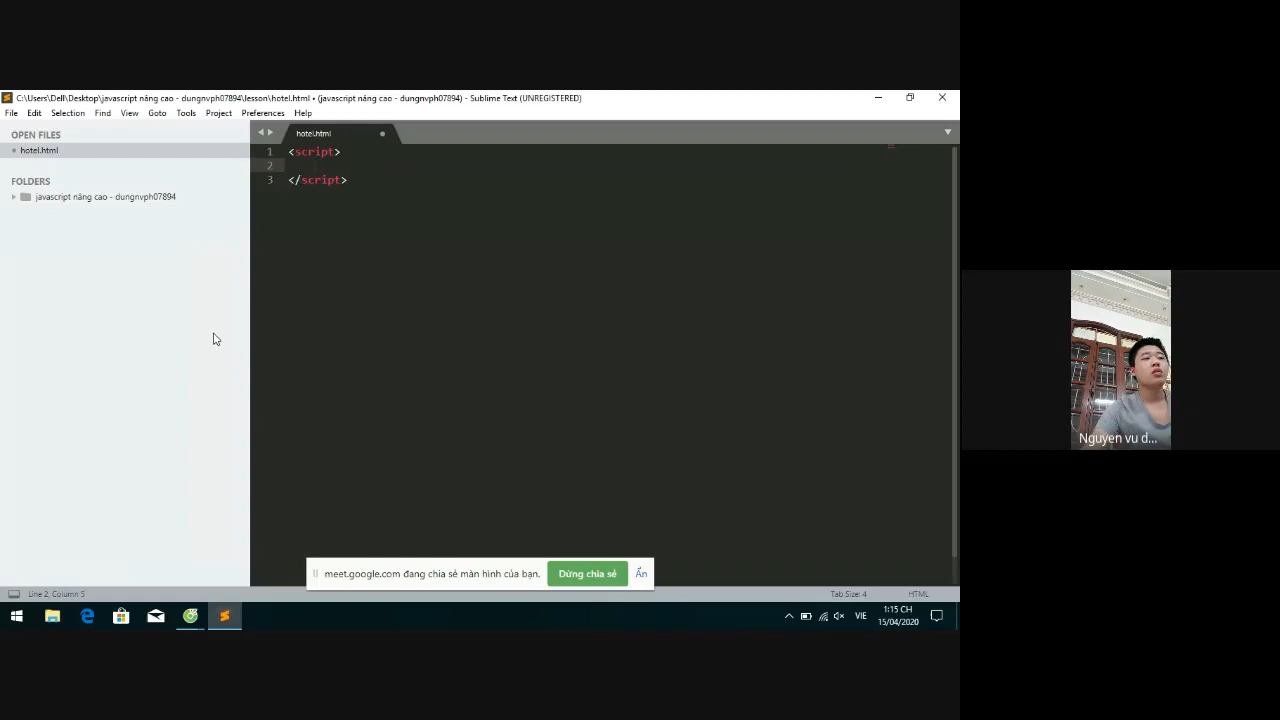 C:\Users\Dell\Desktop\javascript nâng cao - dungnvph07894\lesson\hotel.html • (javascript nâng cao - dungnvph07894) - Sublime Text (UNREGISTERED)
File Edit Selection Find View Goto Tools Project Preferences Help
OPEN FILES
hotel.html
FOLDERS
javascript nâng cao - dungnvph07894
hotel.html
1 <script>
2
3 </script>
Nguyen vu d...
meet.google.com đang chia sẻ màn hình của bạn. Dừng chia sẻ Ẩn
Line 2, Column 5 Tab Size: 4 HTML
VIE
1:15 CH
15/04/2020